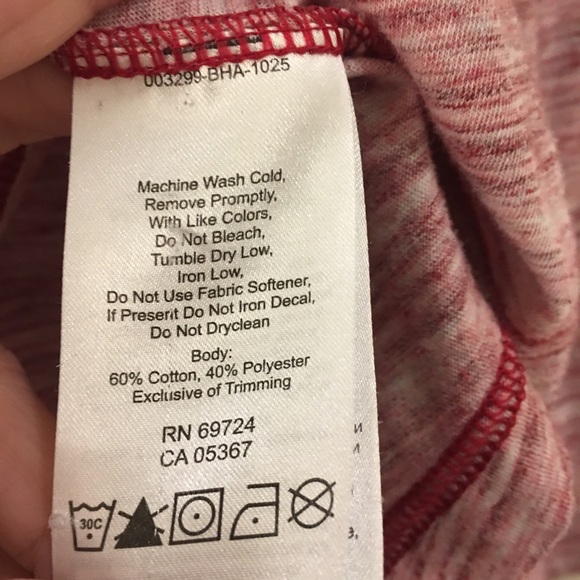 003299-BHA-1025
Machine Wash Cold,
Remove Promptly,
With Like Colors,
Do Not Bleach,
Tumble Dry Low,
Iron Low,
Do Not Use Fabric Softener,
If Present Do Not Iron Decal,
Do Not Dryclean
Body:
60% Cotton, 40% Polyester
Exclusive of Trimming
RN 69724
CA 05367
30C